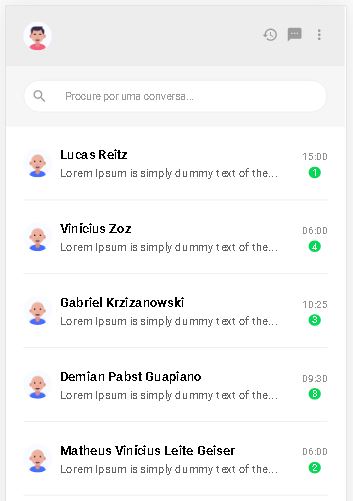 Procure por uma conversa...
Lucas Reitz 15:00
Lorem Ipsum is simply dummy text of the... 1
Vinicius Zoz 06:00
Lorem Ipsum is simply dummy text of the... 4
Gabriel Krzizanowski 10:25
Lorem Ipsum is simply dummy text of the... 3
Demian Pabst Guapiano 09:30
Lorem Ipsum is simply dummy text of the... 8
Matheus Vinicius Leite Geiser 06:00
Lorem Ipsum is simply dummy text of the... 2